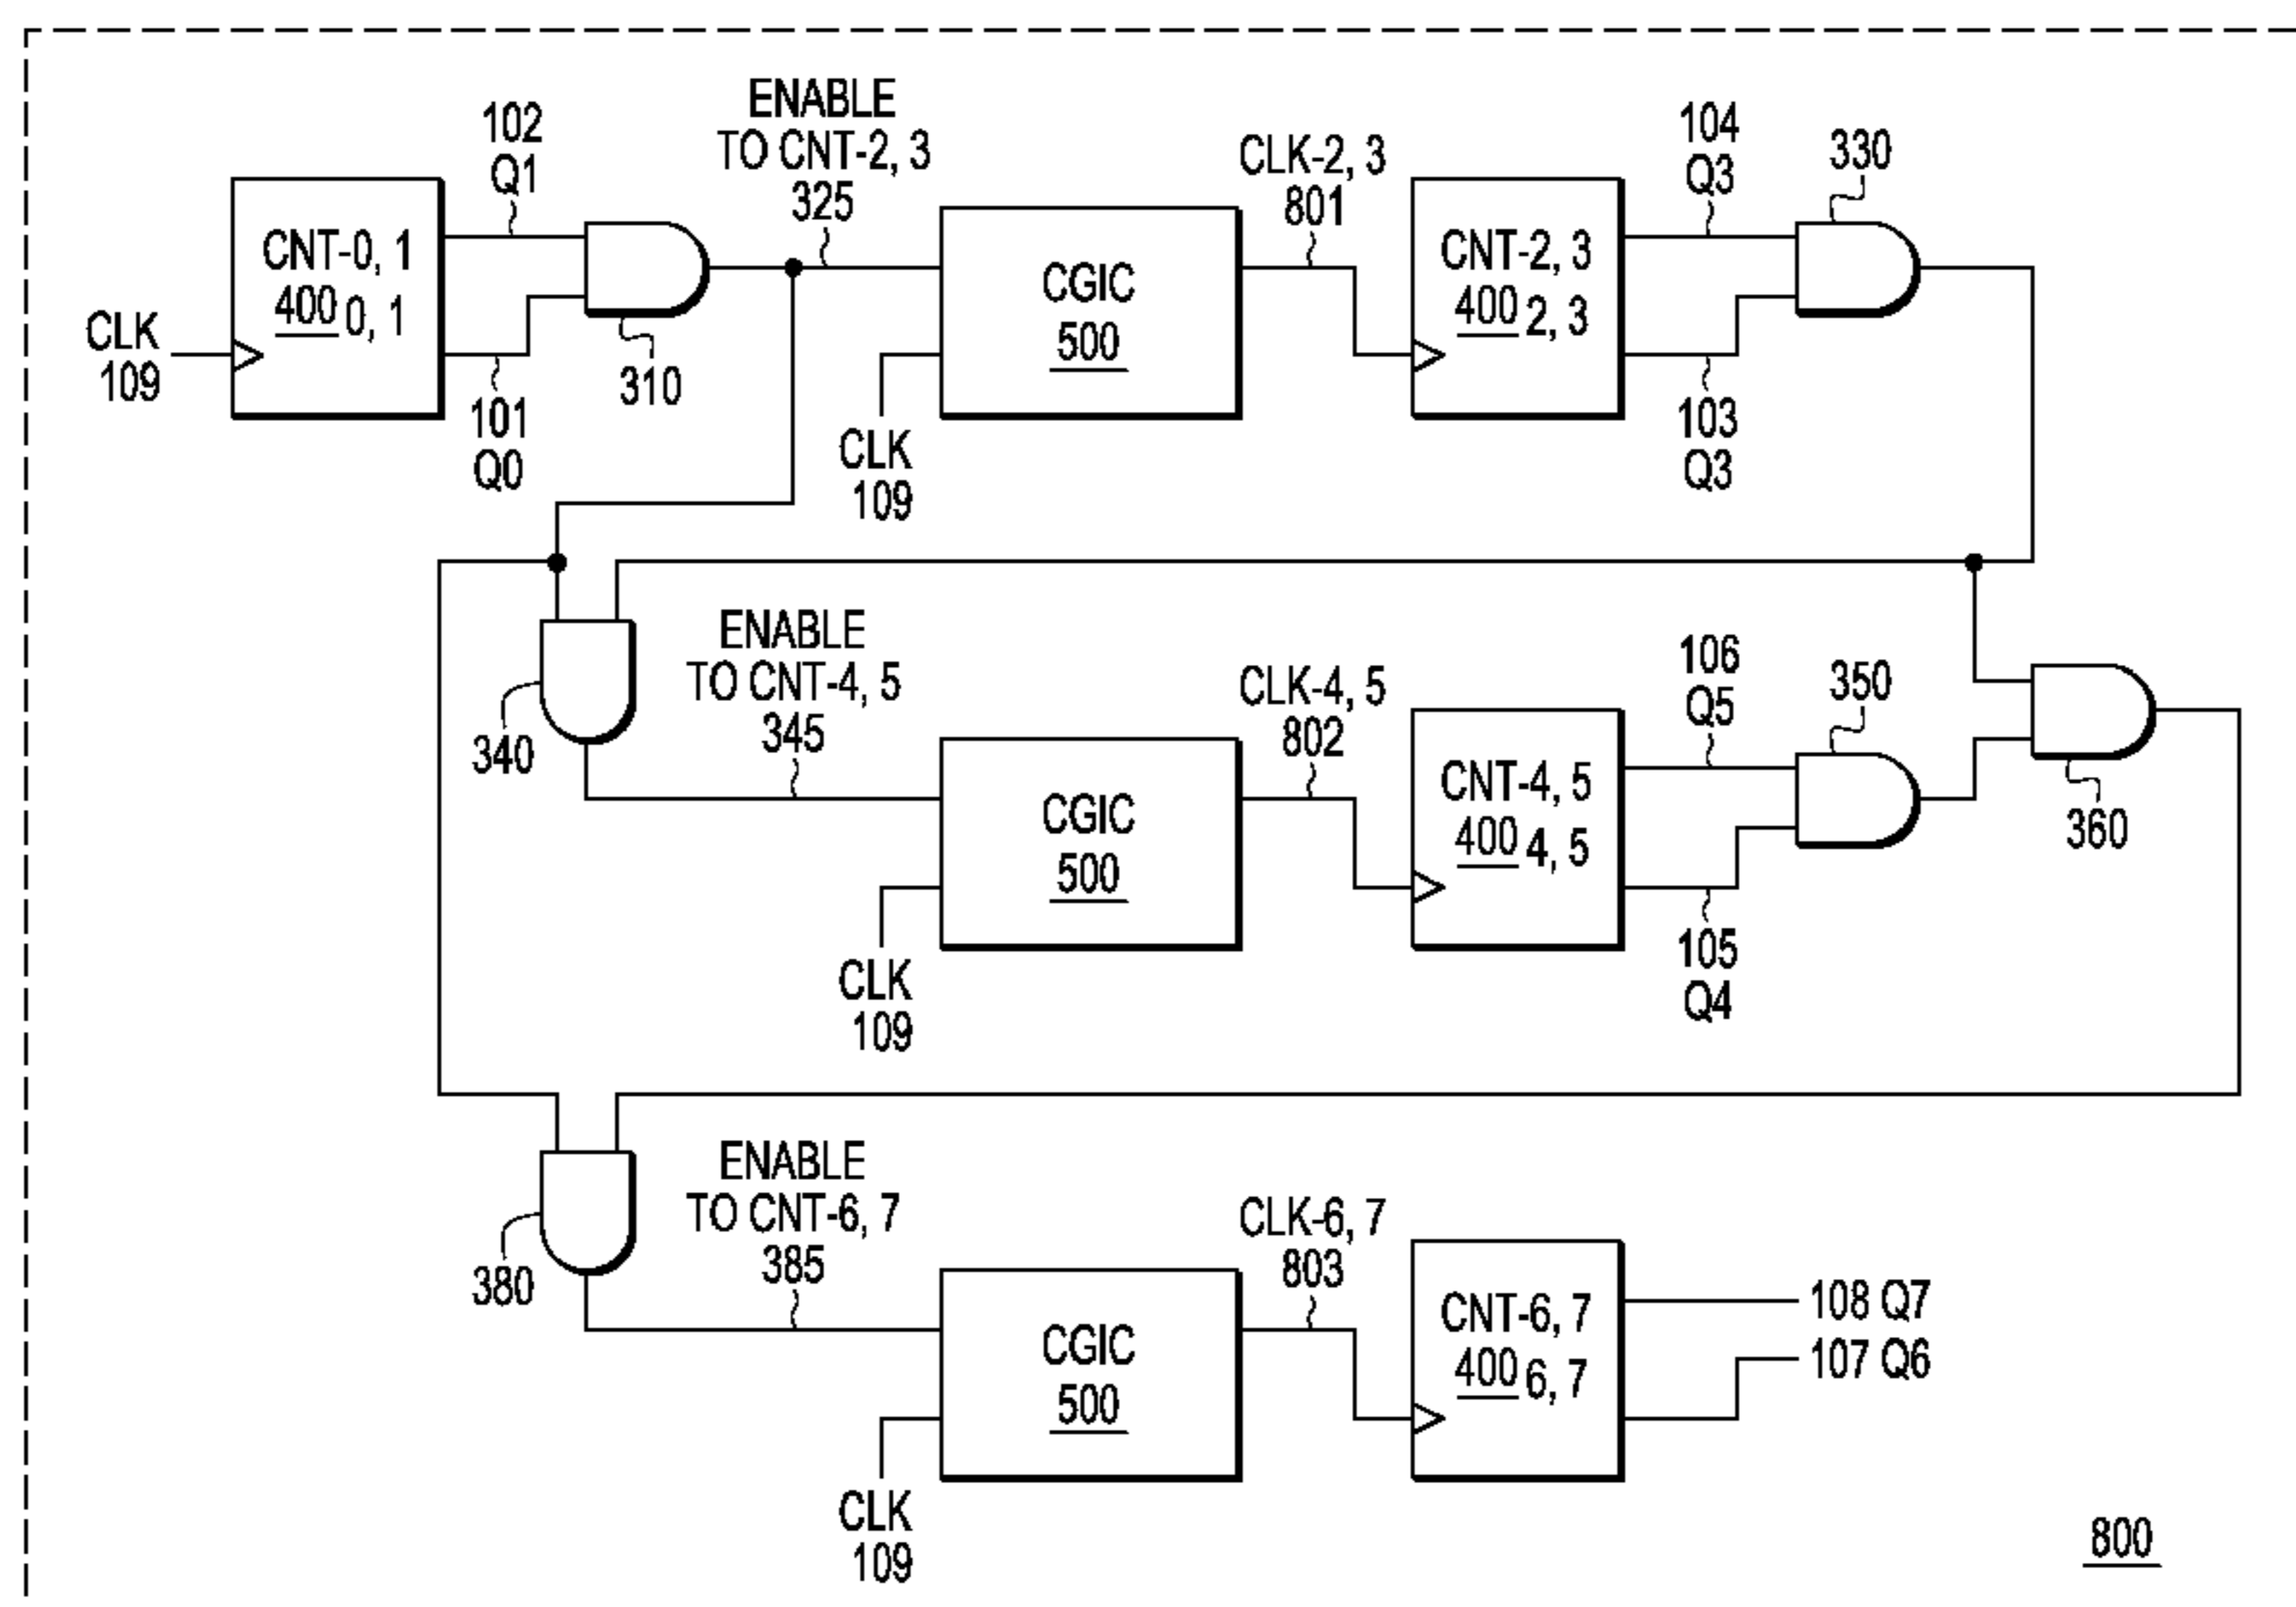 102
Q1
ENABLE
TO CNT-2, 3
325
CLK-2, 3
801
104
Q3
330
CNT-0, 1
400 0, 1
CLK
109
101
Q0
310
CGIC
500
CLK
109
CNT-2, 3
400 2, 3
103
Q3
ENABLE
TO CNT-4, 5
345
340
CLK-4, 5
802
106
Q5
350
360
CGIC
500
CLK
109
CNT-4, 5
400 4, 5
105
Q4
ENABLE
TO CNT-6, 7
385
380
CLK-6, 7
803
CGIC
500
CLK
109
CNT-6, 7
400 6, 7
108 Q7
107 Q6
800